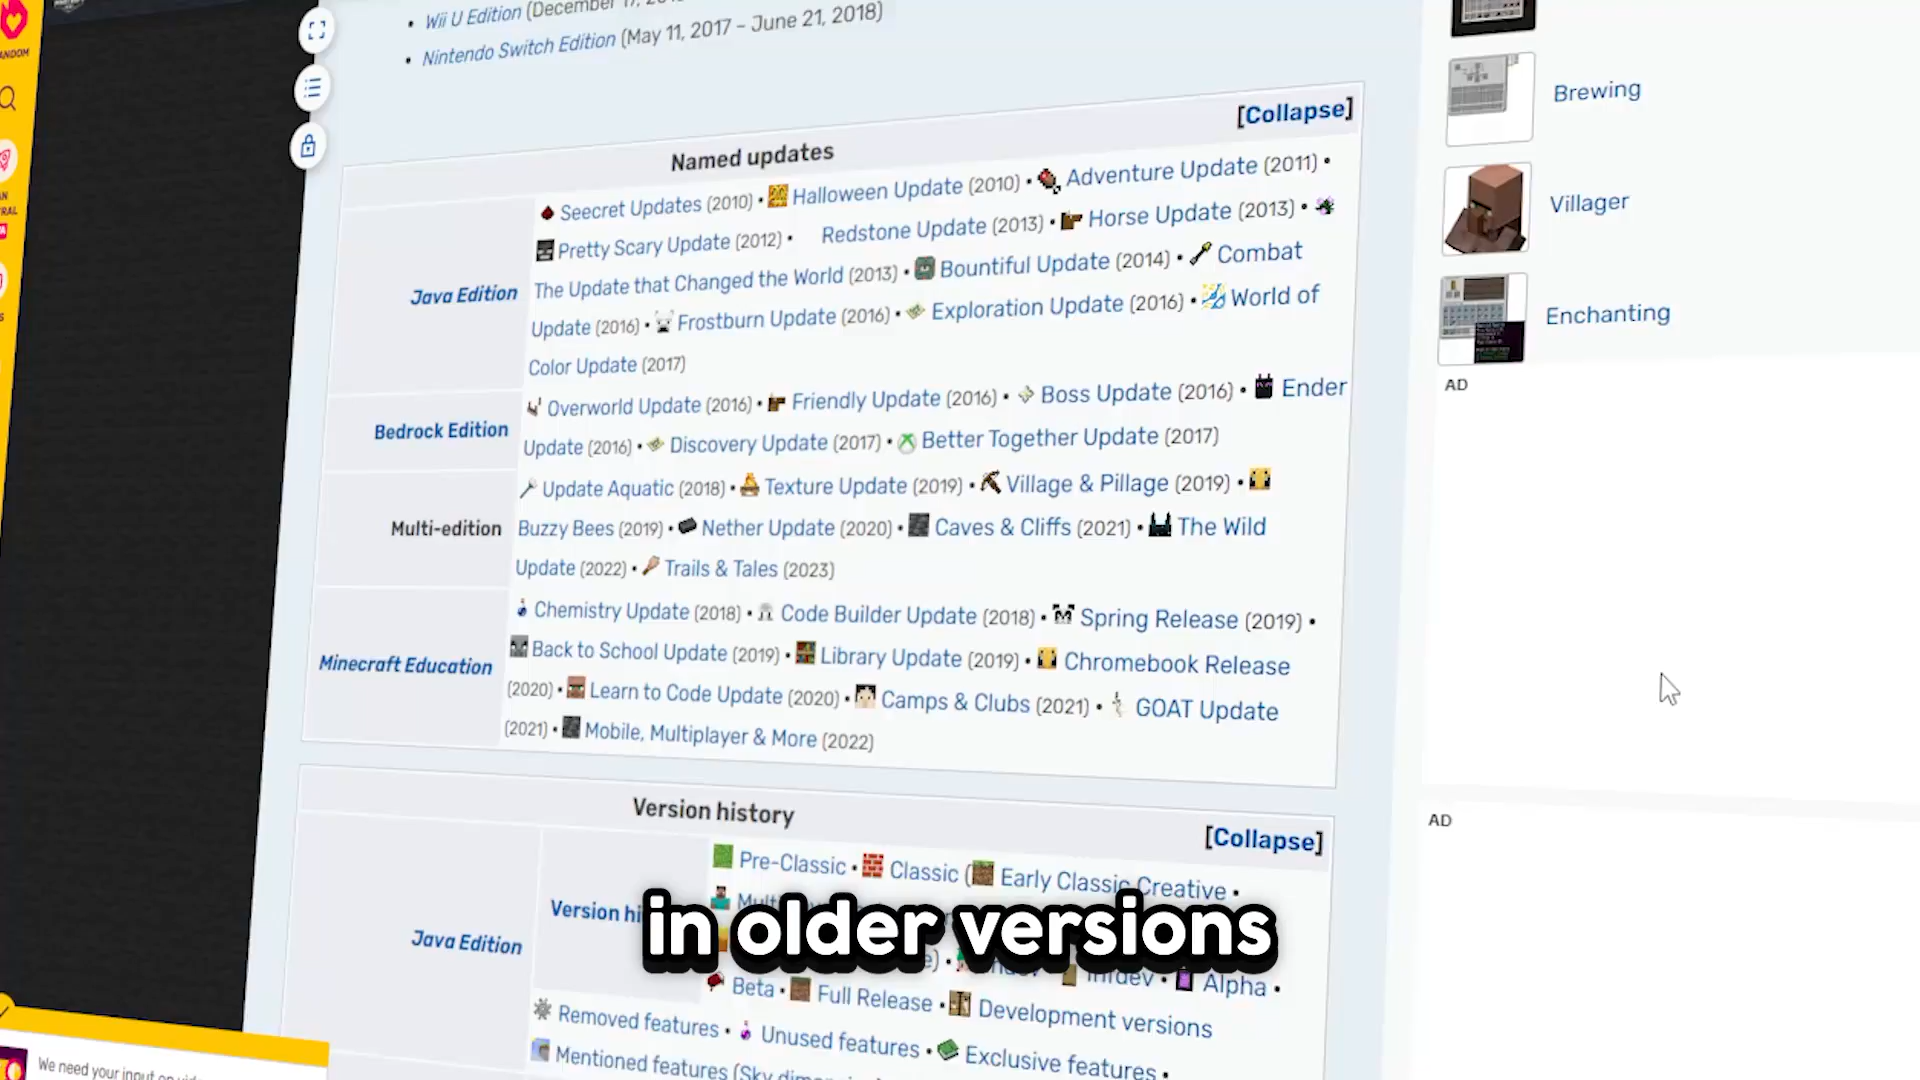 Wii U Edition (December 17,
Nintendo Switch Edition (May 11, 2017 – June 21, 2018)
[Collapse]
Named updates
Java Edition
Seecret Updates (2010) • Halloween Update (2010) • Adventure Update (2011) •
Pretty Scary Update (2012) • Redstone Update (2013) • Horse Update (2013) •
The Update that Changed the World (2013) • Bountiful Update (2014) • Combat
Update (2016) • Frostburn Update (2016) • Exploration Update (2016) • World of
Color Update (2017)
Bedrock Edition
Overworld Update (2016) • Friendly Update (2016) • Boss Update (2016) • Ender
Update (2016) • Discovery Update (2017) • Better Together Update (2017)
Multi-edition
Update Aquatic (2018) • Texture Update (2019) • Village & Pillage (2019) •
Buzzy Bees (2019) • Nether Update (2020) • Caves & Cliffs (2021) • The Wild
Update (2022) • Trails & Tales (2023)
Minecraft Education
Chemistry Update (2018) • Code Builder Update (2018) • Spring Release (2019) •
Back to School Update (2019) • Library Update (2019) • Chromebook Release
(2020) • Learn to Code Update (2020) • Camps & Clubs (2021) • GOAT Update
(2021) • Mobile, Multiplayer & More (2022)
Version history
[Collapse]
Java Edition
Version
Pre-Classic • Classic (Early Classic Creative •
Alpha •
Beta • Full Release • Development versions
Removed features • Unused features • Exclusive features •
Mentioned features (Sky
in older versions
Brewing
Villager
Enchanting
AD
AD
We need your input on